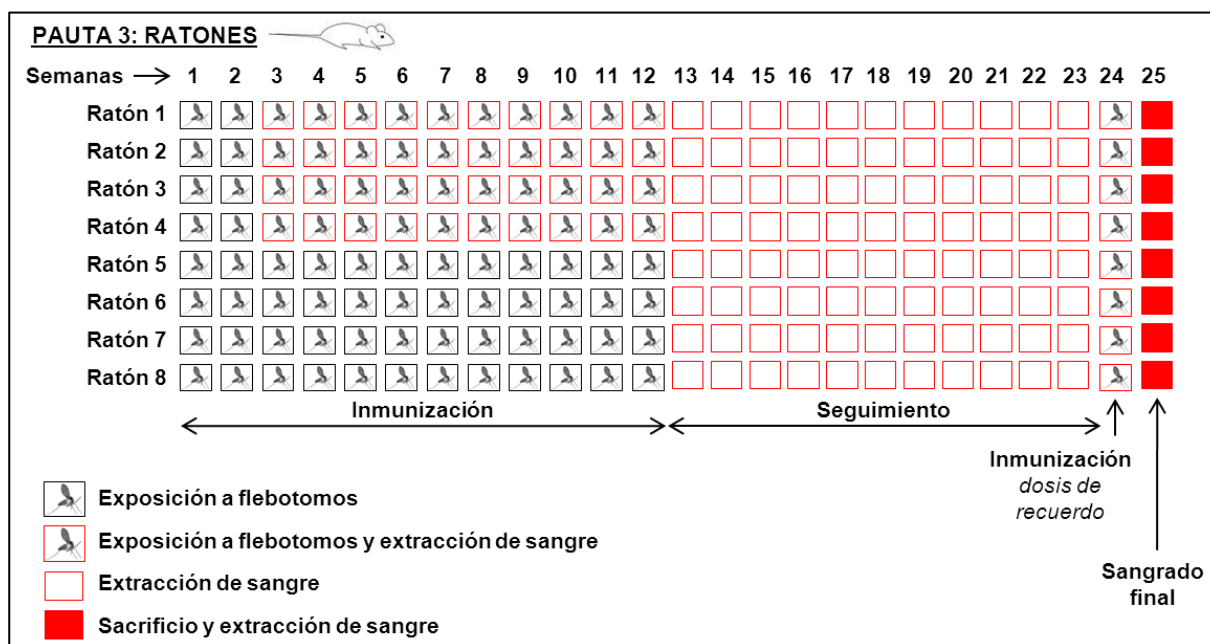 PAUTA 3: RATONES
Semanas 1 2 3 4 5 6 7 8 9 10 11 12 13 14 15 16 17 18 19 20 21 22 23 24 25
Ratón 1
Ratón 2
Ratón 3
Ratón 4
Ratón 5
Ratón 6
Ratón 7
Ratón 8
Inmunización
Seguimiento
Inmunización
dosis de
recuerdo
Sangrado
final
Exposición a flebotomos
Exposición a flebotomos y extracción de sangre
Extracción de sangre
Sacrificio y extracción de sangre